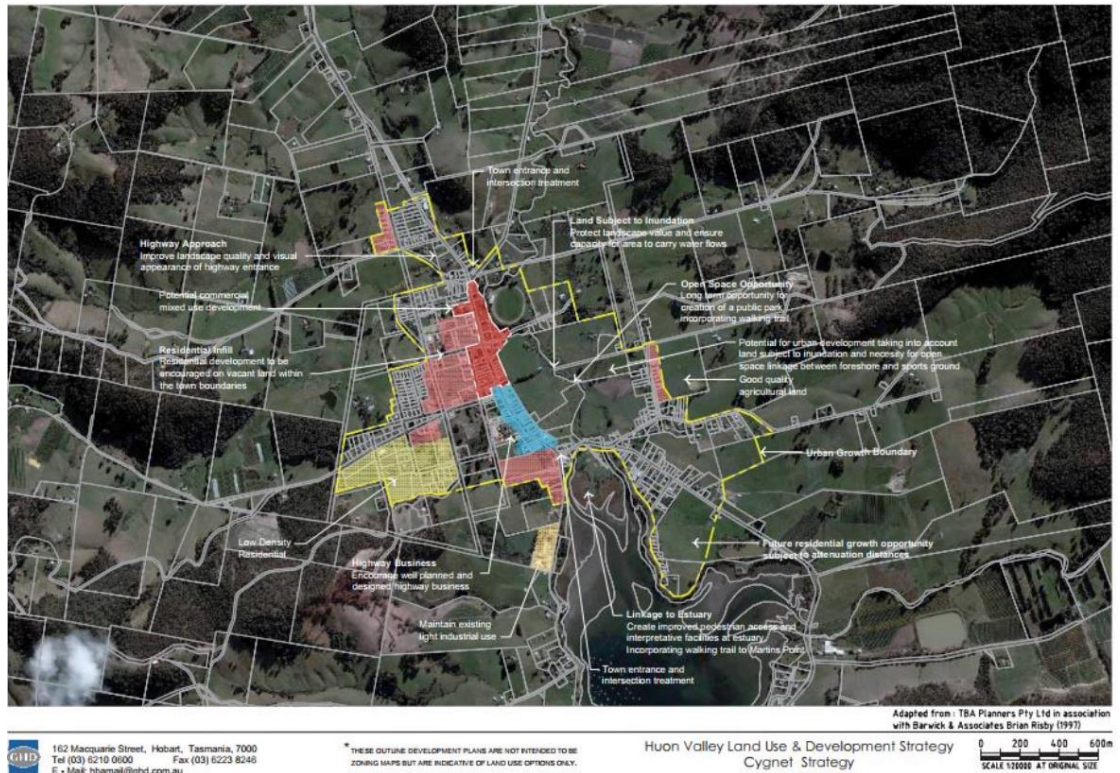 Town entrance and
intersection treatment
Land Subject to Inundation
Protect landscape value and ensure
capacity for area to carry water flows
Highway Approach
Improve landscape quality and visual
appearance of highway entrance
Open Space Opportunity
Long term opportunity for
creation of a public park
incorporating walking trail
Potential commercial
mixed use development
Residential Infill
Residential development to be
encouraged on vacant land within
the town boundaries
Potential for urban development taking into account
land subject to inundation and necesity for open
space linkage between foreshore and sports ground
Good quality
agricultural land
Urban Growth Boundary
Low Density
Residential
Highway Business
Encourage well planned and
designed highway business
Future residential growth opportunity
subject to attenuation distances
Maintain existing
light industrial use
Linkage to Estuary
Create improved pedestrian access and
interpretative facilities at estuary
Incorporating walking trail to Martins Point
Town entrance and
intersection treatment
Adapted from : TBA Planners Pty Ltd in association
with Barwick & Associates Brian Risby (1997)
GHD
162 Macquarie Street, Hobart, Tasmania, 7000
Tel (03) 6210 0600 Fax (03) 6223 8246
E - Mail: hbamail@ghd.com.au
* THESE OUTLINE DEVELOPMENT PLANS ARE NOT INTENDED TO BE
ZONING MAPS BUT ARE INDICATIVE OF LAND USE OPTIONS ONLY.
Huon Valley Land Use & Development Strategy
Cygnet Strategy
0 200 400 600m
SCALE 1:20000 AT ORIGINAL SIZE